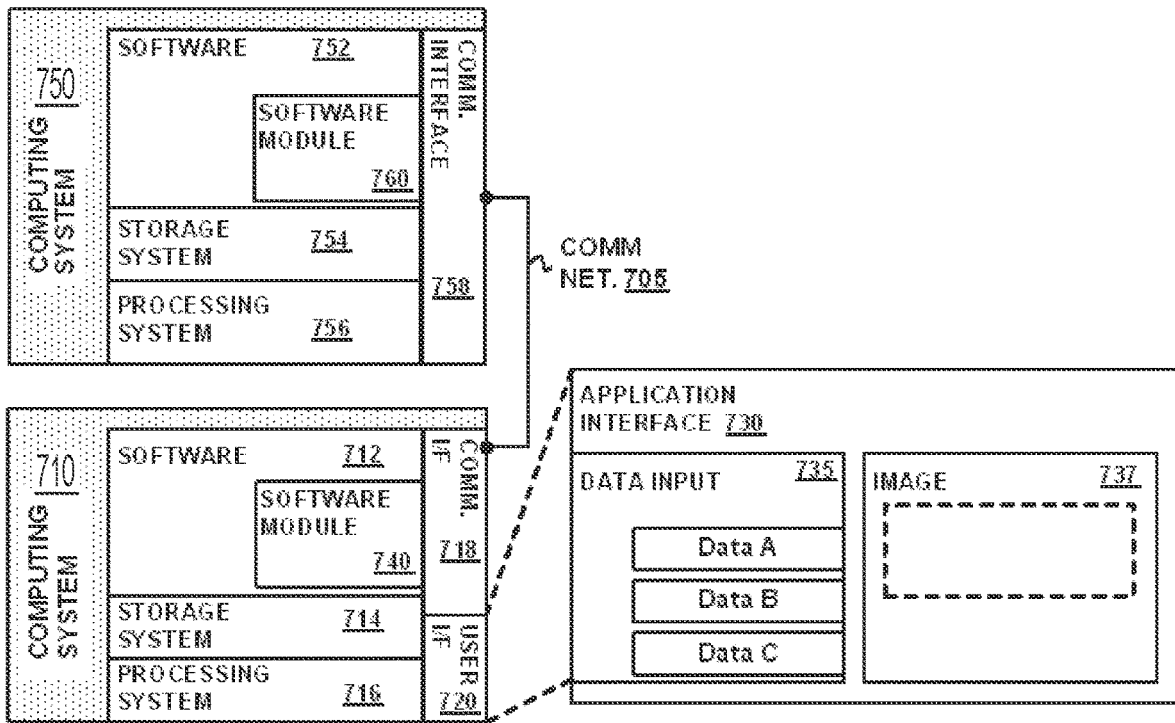 750
COMPUTING
SYSTEM
SOFTWARE 752
SOFTWARE
MODULE
760
STORAGE
SYSTEM
754
PROCESSING
SYSTEM
756
COMM.
INTERFACE
758
COMM
NET. 705
710
COMPUTING
SYSTEM
SOFTWARE 712
SOFTWARE
MODULE
740
STORAGE
SYSTEM
714
PROCESSING
SYSTEM
716
COMM.
I/F
718
USER
I/F
720
APPLICATION
INTERFACE 730
DATA INPUT 735
Data A
Data B
Data C
IMAGE 737